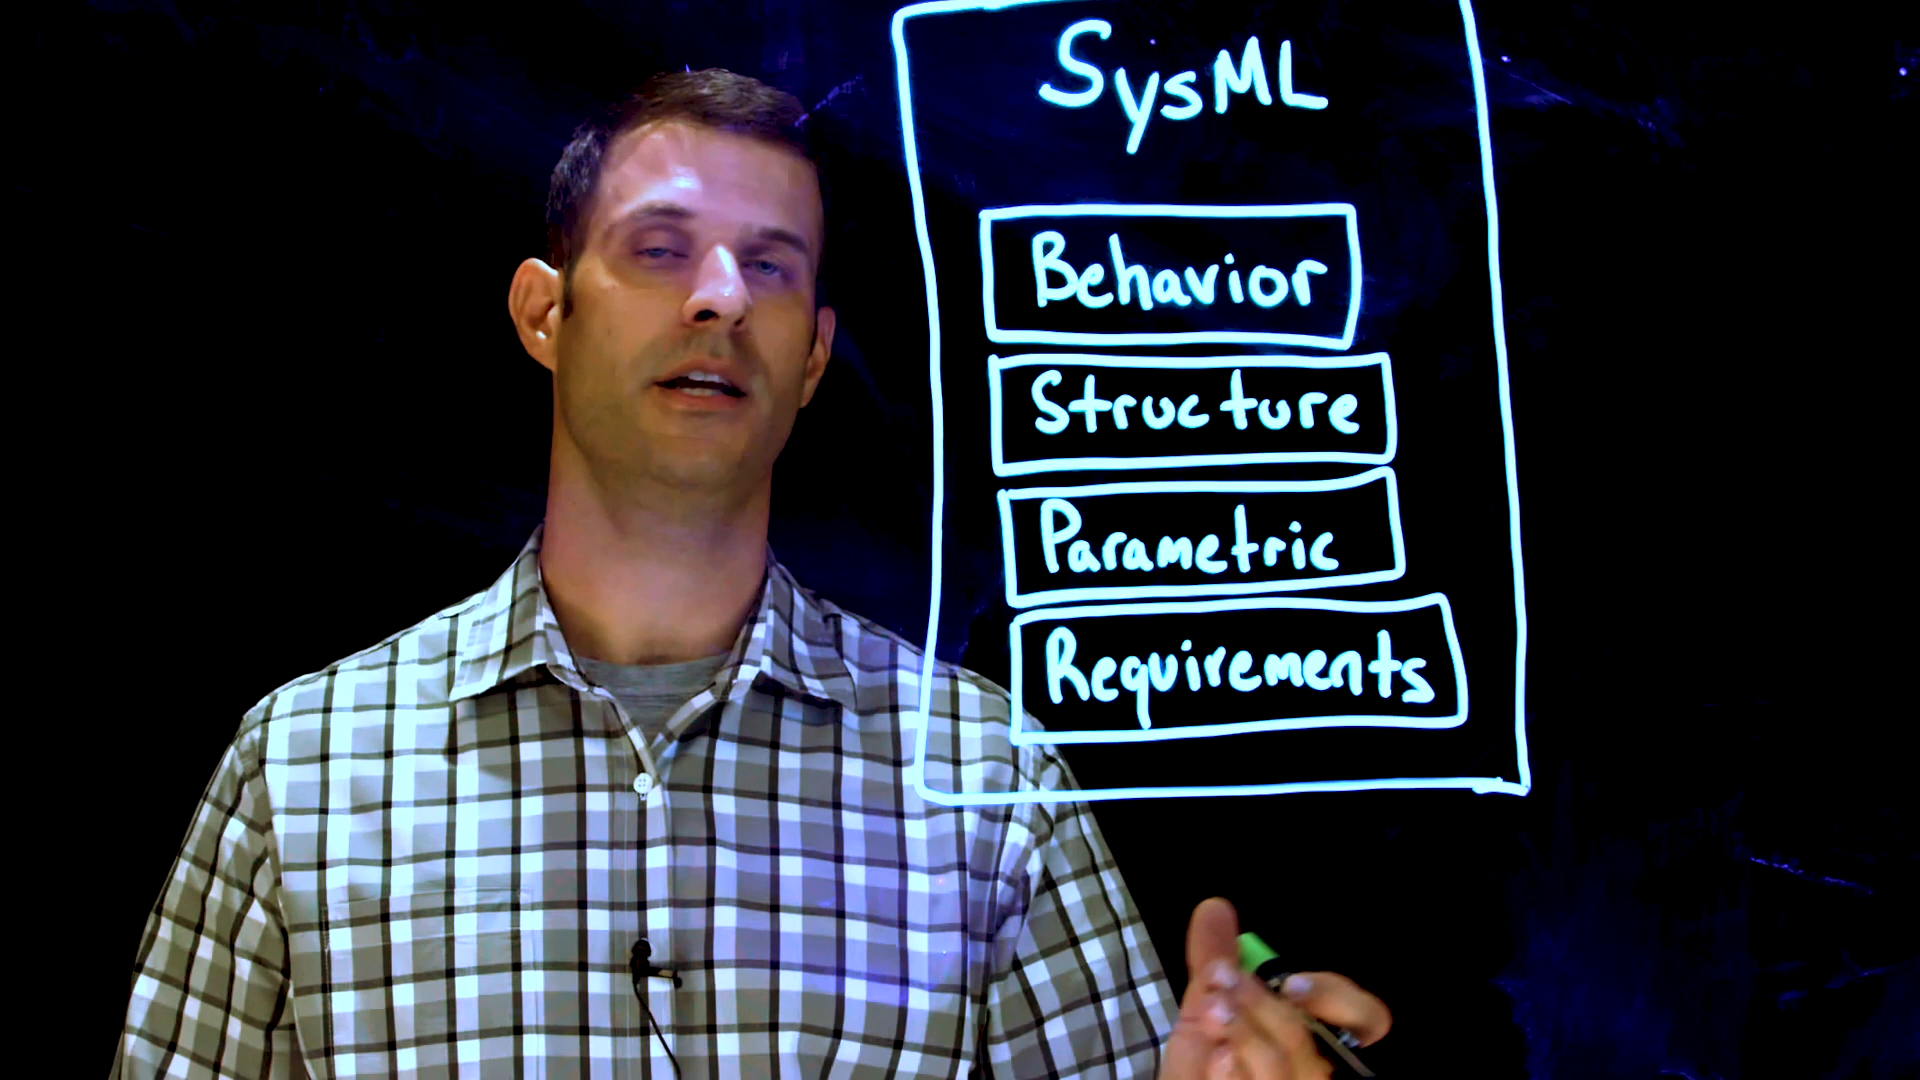 SysML
Behavior
Structure
Parametric
Requirements